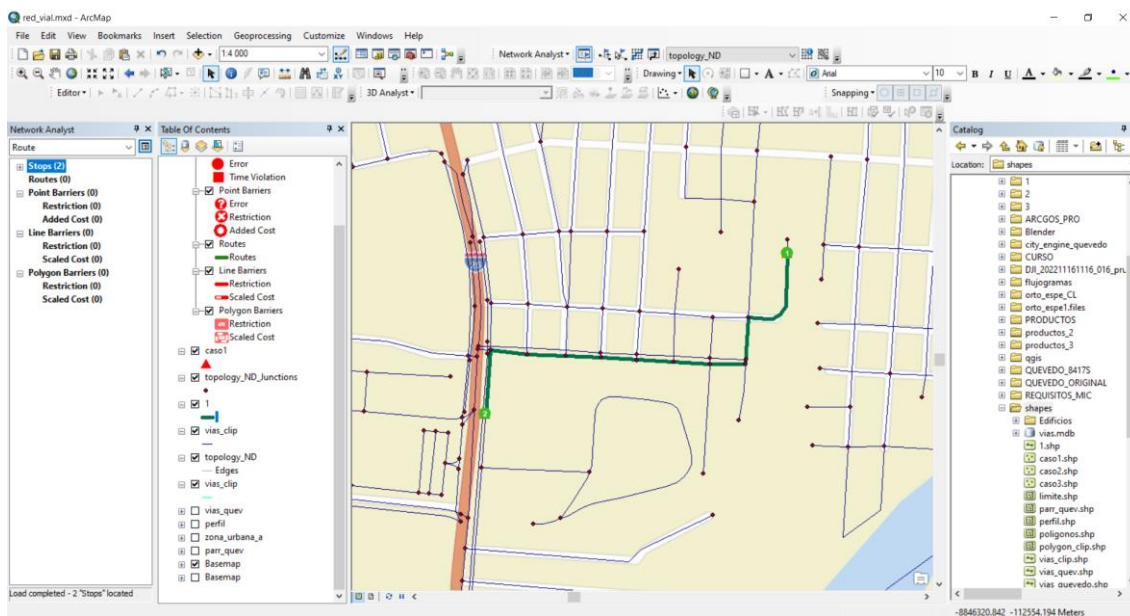 red_vial.mxd - ArcMap
File Edit View Bookmarks Insert Selection Geoprocessing Customize Windows Help
1:4 000
Network Analyst
topology_ND
Drawing
Arial
10
B I U A
Editor
3D Analyst
Snapping
Network Analyst
Route
Stops (2)
Routes (0)
Point Barriers (0)
Restriction (0)
Added Cost (0)
Line Barriers (0)
Restriction (0)
Scaled Cost (0)
Polygon Barriers (0)
Restriction (0)
Scaled Cost (0)
Load completed - 2 "Stops" located
Table Of Contents
Error
Time Violation
Point Barriers
Error
Restriction
Added Cost
Routes
Routes
Line Barriers
Restriction
Scaled Cost
Polygon Barriers
Restriction
Scaled Cost
caso1
topology_ND_Junctions
1
vias_clip
topology_ND
Edges
vias_clip
vias_quev
perfil
zona_urbana_a
parr_quev
Basemap
Basemap
1
2
Catalog
Location: shapes
1
2
3
ARCGOS_PRO
Blender
city_engine_quevedo
CURSO
DJI_202211161116_016_pru
flujogramas
orto_espe_CL
orto_espe1.files
PRODUCTOS
productos_2
productos_3
qgis
QUEVEDO_8417S
QUEVEDO_ORIGINAL
REQUISITOS_MIC
shapes
Edificios
vias.mdb
1.shp
caso1.shp
caso2.shp
caso3.shp
limite.shp
parr_quev.shp
perfil.shp
poligonos.shp
polygon_clip.shp
vias_clip.shp
vias_quev.shp
vias_quevedo.shp
-8846320.842 -112554.194 Meters